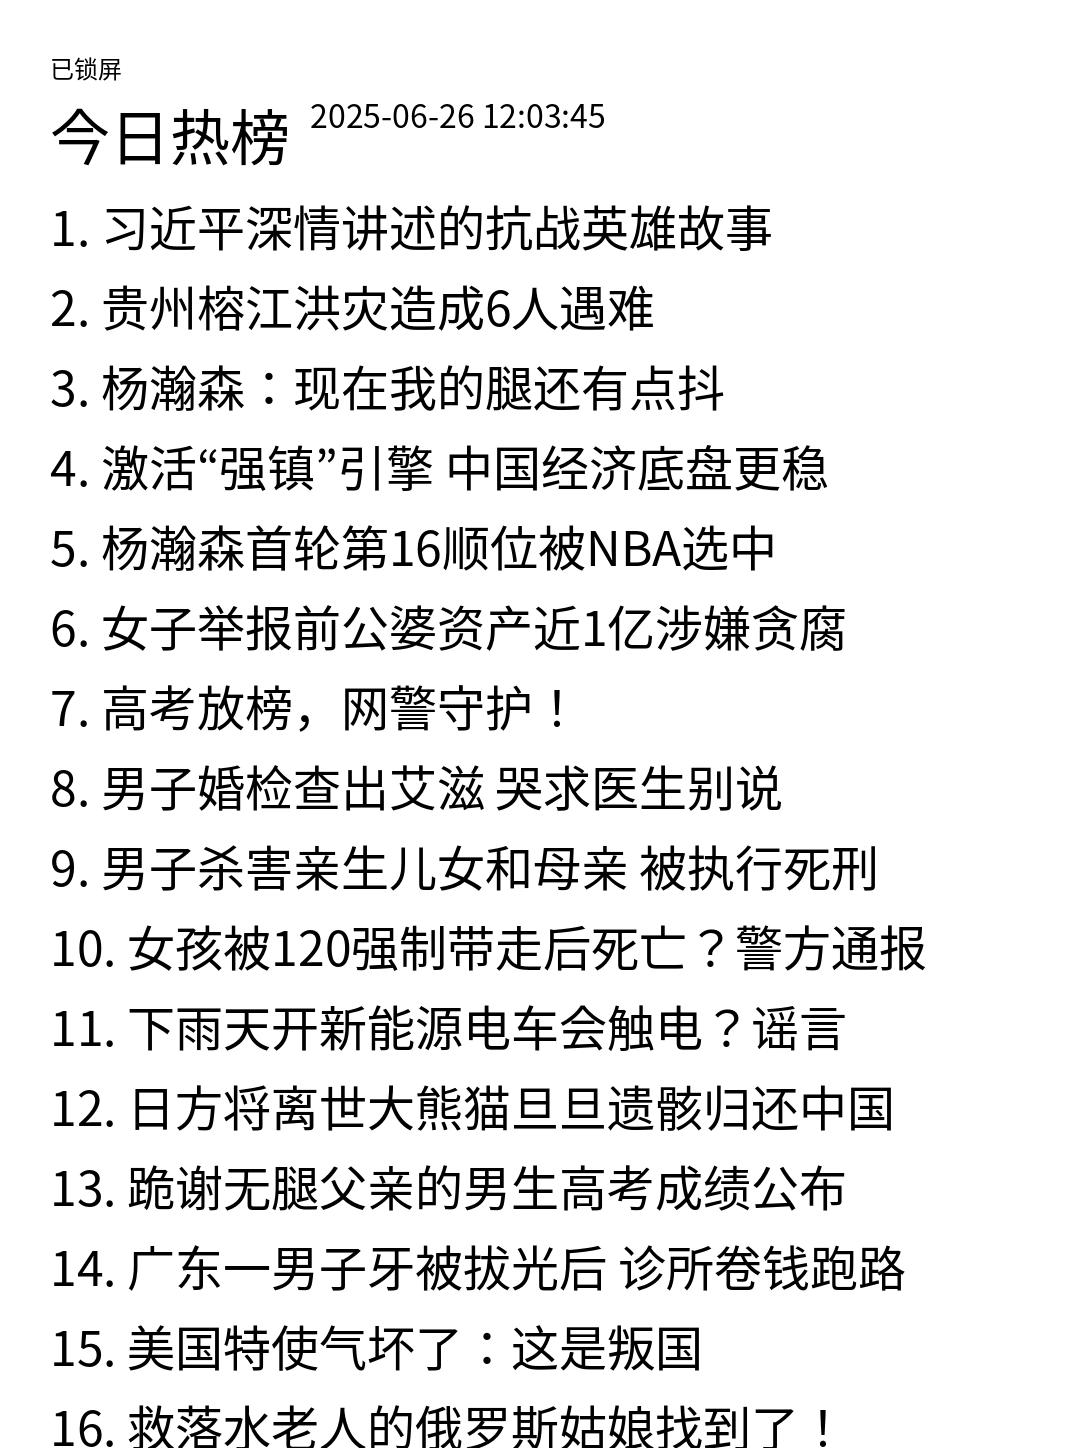 已锁屏
今日热榜 2025-06-26 12:03:45
1. 习近平深情讲述的抗战英雄故事
2. 贵州榕江洪灾造成6人遇难
3. 杨瀚森：现在我的腿还有点抖
4. 激活“强镇”引擎 中国经济底盘更稳
5. 杨瀚森首轮第16顺位被NBA选中
6. 女子举报前公婆资产近1亿涉嫌贪腐
7. 高考放榜，网警守护！
8. 男子婚检查出艾滋 哭求医生别说
9. 男子杀害亲生儿女和母亲 被执行死刑
10. 女孩被120强制带走后死亡？警方通报
11. 下雨天开新能源电车会触电？谣言
12. 日方将离世大熊猫旦旦遗骸归还中国
13. 跪谢无腿父亲的男生高考成绩公布
14. 广东一男子牙被拔光后 诊所卷钱跑路
15. 美国特使气坏了：这是叛国
16. 救落水老人的俄罗斯姑娘找到了！